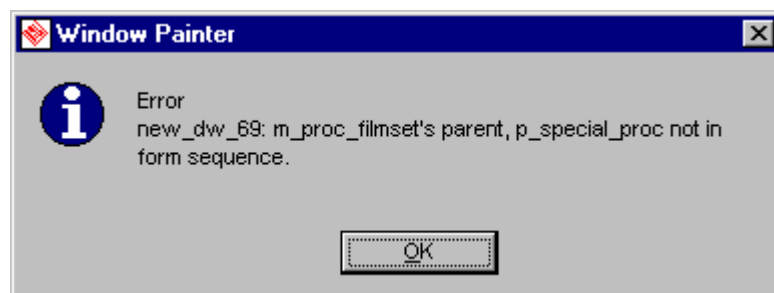 Window Painter
Error
new_dw_69: m_proc_filmset's parent, p_special_proc not in
form sequence.
OK